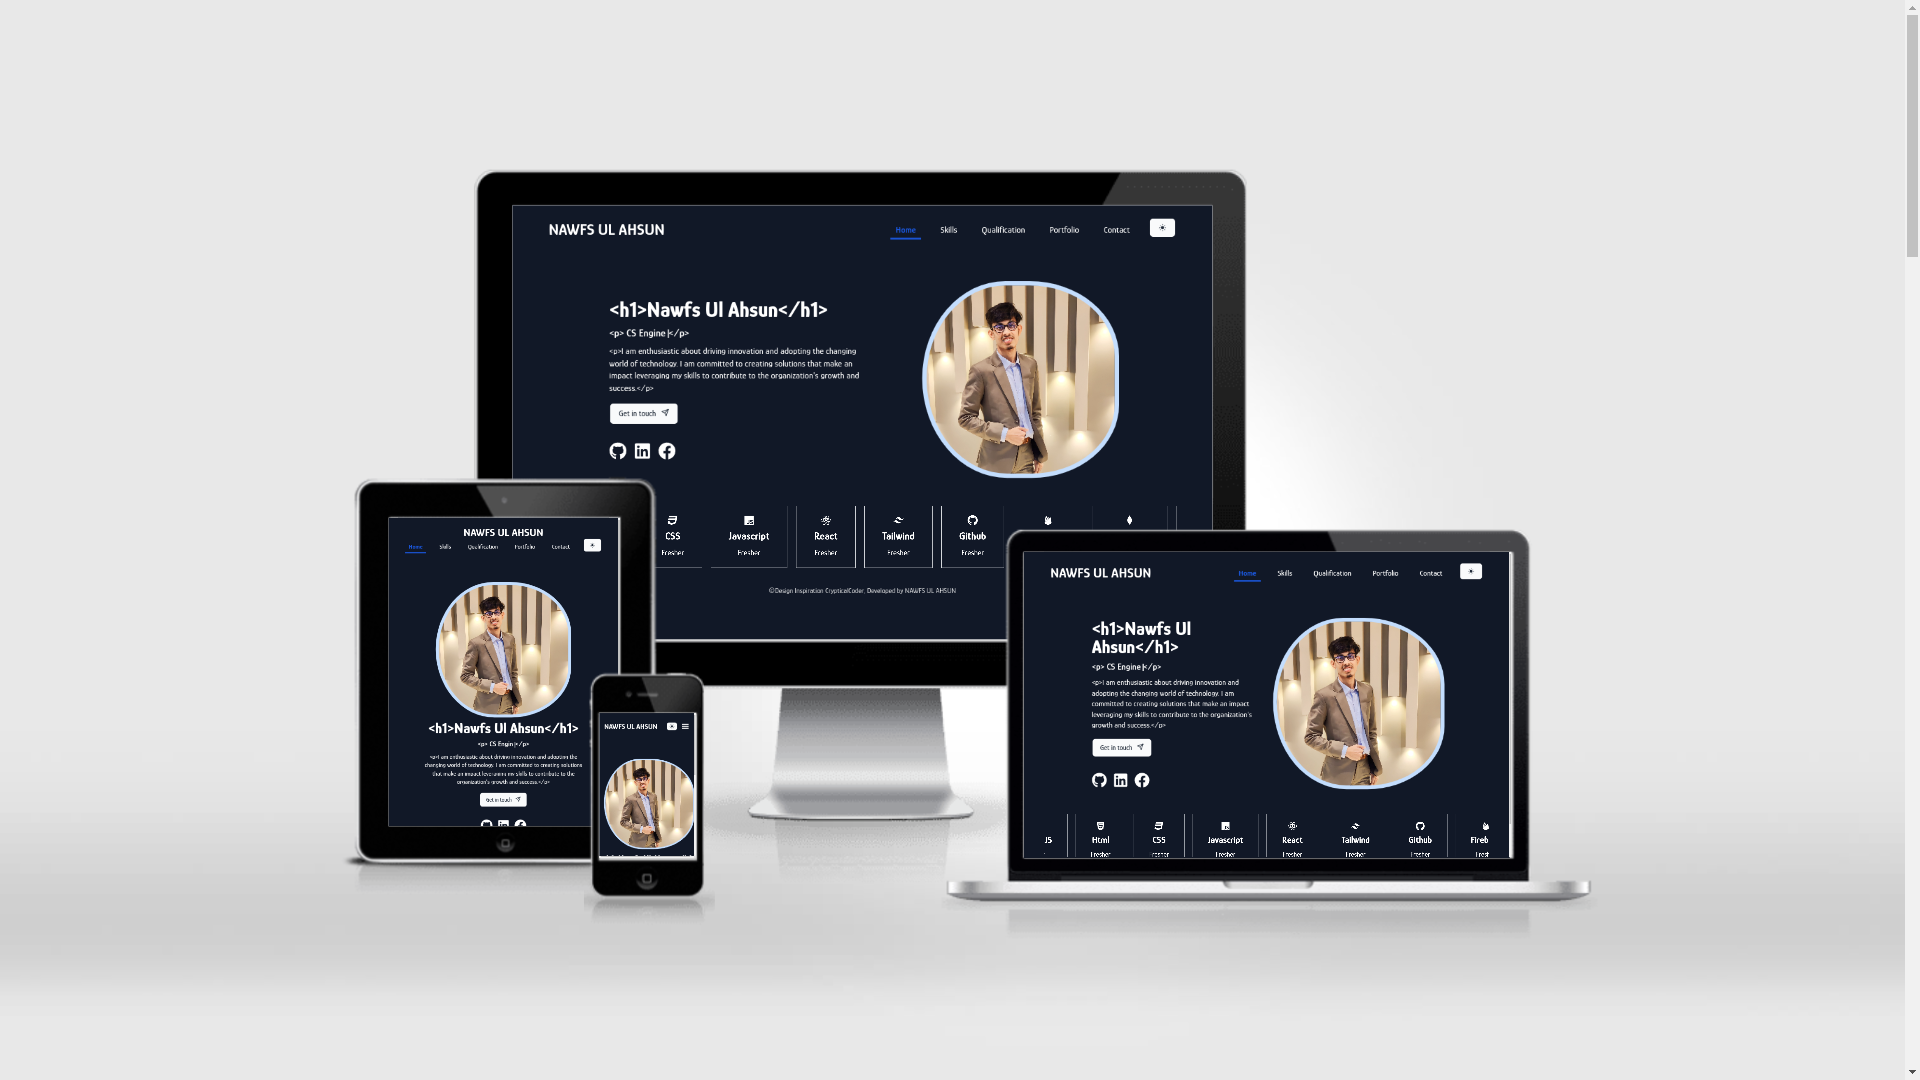 NAWFS UL AHSUN
Home Skills Qualification Portfolio Contact
<h1>Nawfs Ul Ahsun</h1>
<p> CS Engine|</p>
<p>I am enthusiastic about driving innovation and adopting the changing
world of technology. I am committed to creating solutions that make an
impact leveraging my skills to contribute to the organization's growth and
success.</p>
Get in touch
CSS Javascript React Tailwind Github
Fresher Fresher Fresher Fresher Fresher
©Design Inspiration CrypticalCoder, Developed by NAWFS UL AHSUN
NAWFS UL AHSUN
Home Skills Qualification Portfolio Contact
<h1>Nawfs Ul Ahsun</h1>
<p> CS Engin|</p>
<p>I am enthusiastic about driving innovation and adopting the
changing world of technology. I am committed to creating solutions
that make an impact leveraging my skills to contribute to the
organization's growth and success.</p>
Get in touch
NAWFS UL AHSUN
NAWFS UL AHSUN
Home Skills Qualification Portfolio Contact
<h1>Nawfs Ul
Ahsun</h1>
<p> CS Engine|</p>
<p>I am enthusiastic about driving innovation and
adopting the changing world of technology. I am
committed to creating solutions that make an impact
leveraging my skills to contribute to the organization's
growth and success.</p>
Get in touch
JS Html CSS Javascript React Tailwind Github Fireb
Fresher Fresher Fresher Fresher Fresher Fresher Fresh